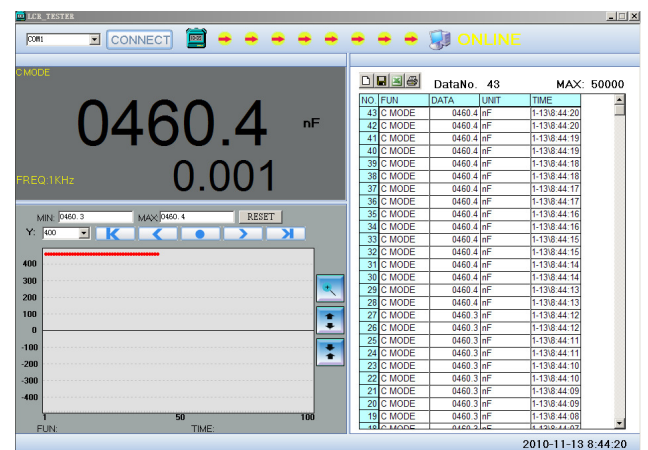 LCR_TESTER
COM1 CONNECT ONLINE
CMODE
0460.4 nF
FREQ:1KHz 0.001
MIN: 0460.3 MAX: 0460.4 RESET
Y: 400
400
300
200
100
0
-100
-200
-300
-400
1 50 100
FUN: TIME:
DataNo. 43 MAX: 50000
NO. FUN DATA UNIT TIME
43 C MODE 0460.4 nF 1-13\8:44:20
42 C MODE 0460.4 nF 1-13\8:44:20
41 C MODE 0460.4 nF 1-13\8:44:19
40 C MODE 0460.4 nF 1-13\8:44:19
39 C MODE 0460.4 nF 1-13\8:44:18
38 C MODE 0460.4 nF 1-13\8:44:18
37 C MODE 0460.4 nF 1-13\8:44:17
36 C MODE 0460.4 nF 1-13\8:44:17
35 C MODE 0460.4 nF 1-13\8:44:16
34 C MODE 0460.4 nF 1-13\8:44:16
33 C MODE 0460.4 nF 1-13\8:44:15
32 C MODE 0460.4 nF 1-13\8:44:15
31 C MODE 0460.4 nF 1-13\8:44:14
30 C MODE 0460.4 nF 1-13\8:44:14
29 C MODE 0460.4 nF 1-13\8:44:13
28 C MODE 0460.4 nF 1-13\8:44:13
27 C MODE 0460.3 nF 1-13\8:44:12
26 C MODE 0460.3 nF 1-13\8:44:12
25 C MODE 0460.3 nF 1-13\8:44:11
24 C MODE 0460.3 nF 1-13\8:44:11
23 C MODE 0460.3 nF 1-13\8:44:10
22 C MODE 0460.3 nF 1-13\8:44:10
21 C MODE 0460.3 nF 1-13\8:44:09
20 C MODE 0460.3 nF 1-13\8:44:09
19 C MODE 0460.3 nF 1-13\8:44:08
18 C MODE 0460.3 nF 1-13\8:44:07
2010-11-13 8:44:20